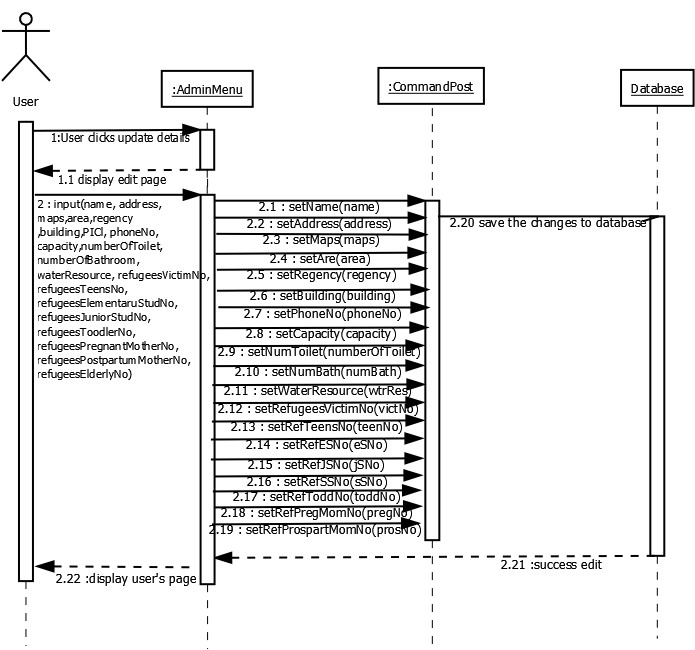 User
:AdminMenu
:CommandPost
Database
1:User clicks update details
1.1 display edit page
2 : input(name, address,
maps,area,regency
,building,PICI, phoneNo,
capacity,numberOfToilet,
numberOfBathroom,
waterResource, refugeesVictimNo,
refugeesTeensNo,
refugeesElementaruStudNo,
refugeesJuniorStudNo,
refugeesToodlerNo,
refugeesPregnantMotherNo,
refugeesPostpartumMotherNo,
refugeesElderlyNo)
2.1 : setName(name)
2.2 : setAddress(address)
2.3 : setMaps(maps)
2.4 : setAre(area)
2.5 : setRegency(regency)
2.6 : setBuilding(building)
2.7 : setPhoneNo(phoneNo)
2.8 : setCapacity(capacity)
2.9 : setNumToilet(numberOfToilet)
2.10 : setNumBath(numBath)
2.11 : setWaterResource(wtrRes)
2.12 : setRefugeesVictimNo(victNo)
2.13 : setRefTeensNo(teenNo)
2.14 : setRefESNo(eSNo)
2.15 : setRefJSNo(jSNo)
2.16 : setRefSSNo(sSNo)
2.17 : setRefToddNo(toddNo)
2.18 : setRefPregMomNo(pregNo)
2.19 : setRefProspartMomNo(prosNo)
2.20 save the changes to database
2.21 :success edit
2.22 :display user's page